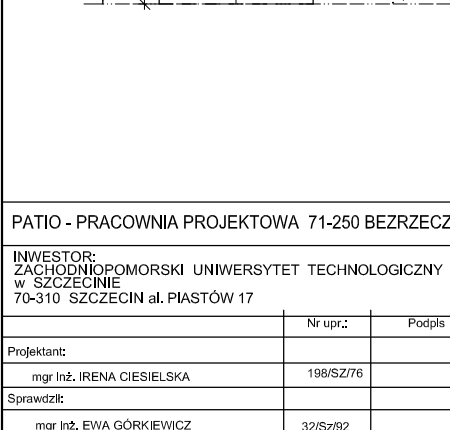 PATIO - PRACOWNIA PROJEKTOWA 71-250 BEZRZECZ
INWESTOR:
ZACHODNIOPOMORSKI UNIWERSYTET TECHNOLOGICZNY
w SZCZECINIE
70-310 SZCZECIN al. PIASTÓW 17
Nr upr.: Podpis
Projektant:
mgr inż. IRENA CIESIELSKA 198/SZ/76
Sprawdził:
mgr inż. EWA GÓRKIEWICZ 32/Sz/92